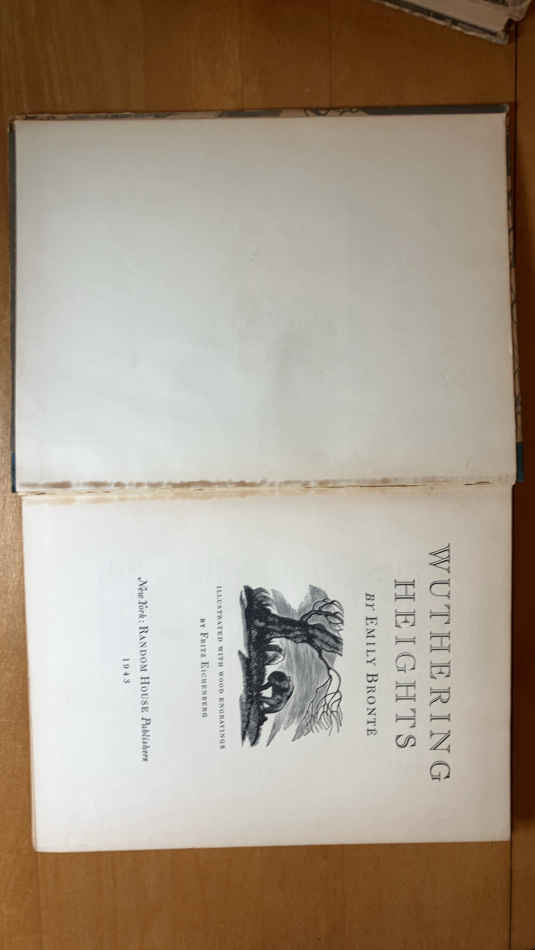 WUTHERING
HEIGHTS
BY EMILY BRONTË
ILLUSTRATED WITH WOOD ENGRAVINGS
BY FRITZ EICHENBERG
New York: RANDOM HOUSE Publishers
1943